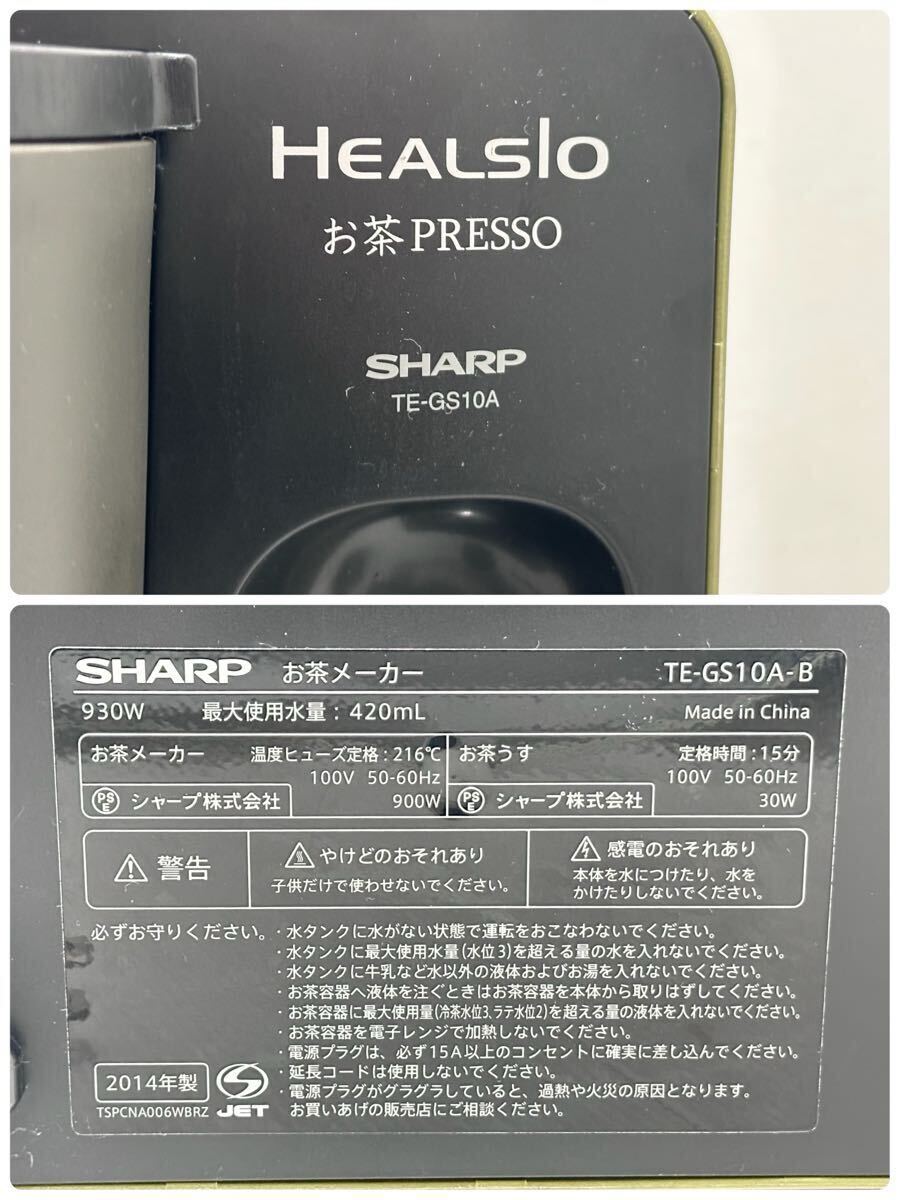 HEALSIO
お茶PRESSO
SHARP
TE-GS10A
SHARP お茶メーカー TE-GS10A-B
930W 最大使用水量：420mL Made in China
お茶メーカー 温度ヒューズ定格：216℃
100V 50-60Hz
PSE シャープ株式会社 900W
お茶うす 定格時間：15分
100V 50-60Hz
PSE シャープ株式会社 30W
警告
やけどのおそれあり
子供だけで使わせないでください。
感電のおそれあり
本体を水につけたり、水を
かけたりしないでください。
必ずお守りください。・水タンクに水がない状態で運転をおこなわないでください。
・水タンクに最大使用水量(水位3)を超える量の水を入れないでください。
・水タンクに牛乳など水以外の液体およびお湯を入れないでください。
・お茶容器へ液体を注ぐときはお茶容器を本体から取りはずしてください。
・お茶容器に最大使用量(冷茶水位3、ラテ水位2)を超える量の液体を入れないでください。
・お茶容器を電子レンジで加熱しないでください。
・電源プラグは、必ず15A以上のコンセントに確実に差し込んでください。
・延長コードは使用しないでください。
・電源プラグがグラグラしていると、過熱や火災の原因となります。
お買いあげの販売店にご相談ください。
2014年製
TSPCNA006WBRZ
JET